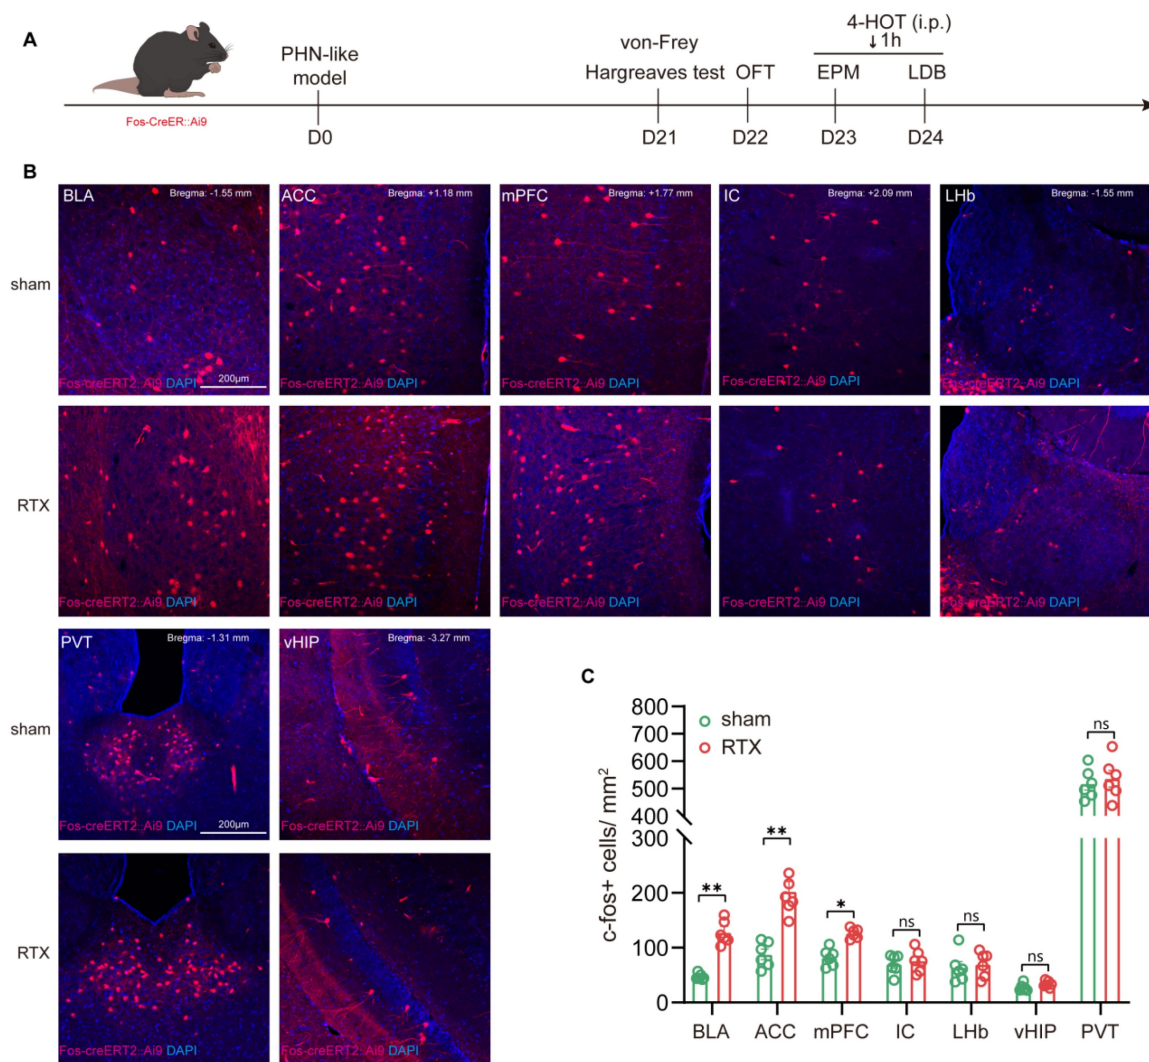 A
Fos-CreER::Ai9
PHN-like
model
D0
von-Frey
Hargreaves test
D21
OFT
D22
4-HOT (i.p.)
↓1h
EPM
LDB
D23
D24
B
BLA
Bregma: -1.55 mm
ACC
Bregma: +1.18 mm
mPFC
Bregma: +1.77 mm
IC
Bregma: +2.09 mm
LHb
Bregma: -1.55 mm
sham
Fos-creERT2::Ai9 DAPI
200μm
Fos-creERT2::Ai9 DAPI
Fos-creERT2::Ai9 DAPI
Fos-creERT2::Ai9 DAPI
Fos-creERT2::Ai9 DAPI
RTX
Fos-creERT2::Ai9 DAPI
Fos-creERT2::Ai9 DAPI
Fos-creERT2::Ai9 DAPI
Fos-creERT2::Ai9 DAPI
Fos-creERT2::Ai9 DAPI
PVT
Bregma: -1.31 mm
vHIP
Bregma: -3.27 mm
sham
Fos-creERT2::Ai9 DAPI
200μm
Fos-creERT2::Ai9 DAPI
RTX
Fos-creERT2::Ai9 DAPI
Fos-creERT2::Ai9 DAPI
C
c-fos+ cells/ mm²
800
700
600
500
400
300
200
100
0
sham
RTX
**
**
*
ns
ns
ns
ns
BLA
ACC
mPFC
IC
LHb
vHIP
PVT